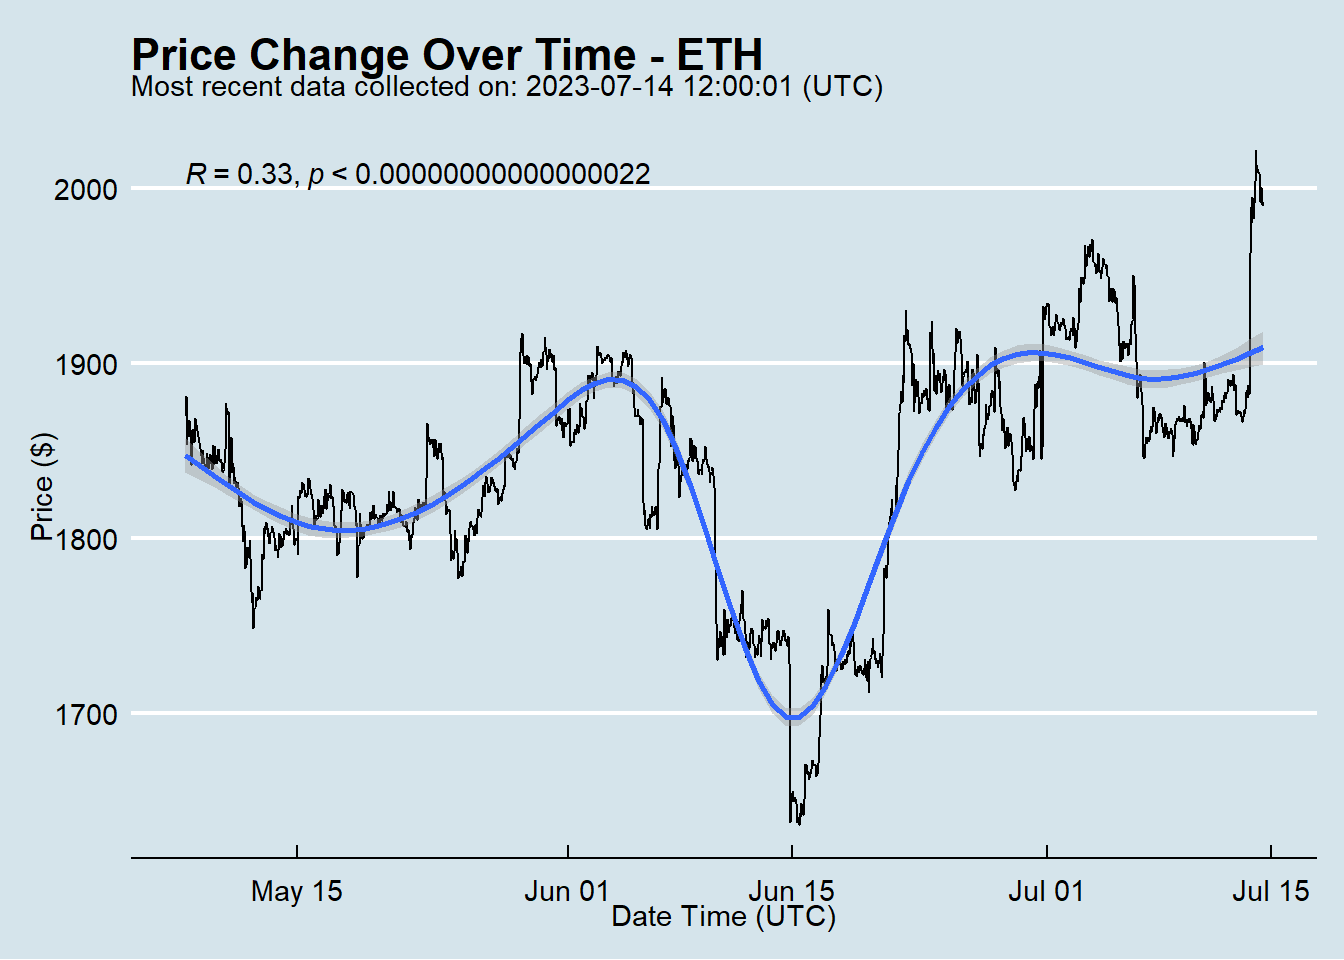 Price Change Over Time - ETH
Most recent data collected on: 2023-07-14 12:00:01 (UTC)
R = 0.33, p < 0.00000000000000022
2000
1900
1800
1700
Price ($)
May 15
Jun 01
Jun 15
Jul 01
Jul 15
Date Time (UTC)